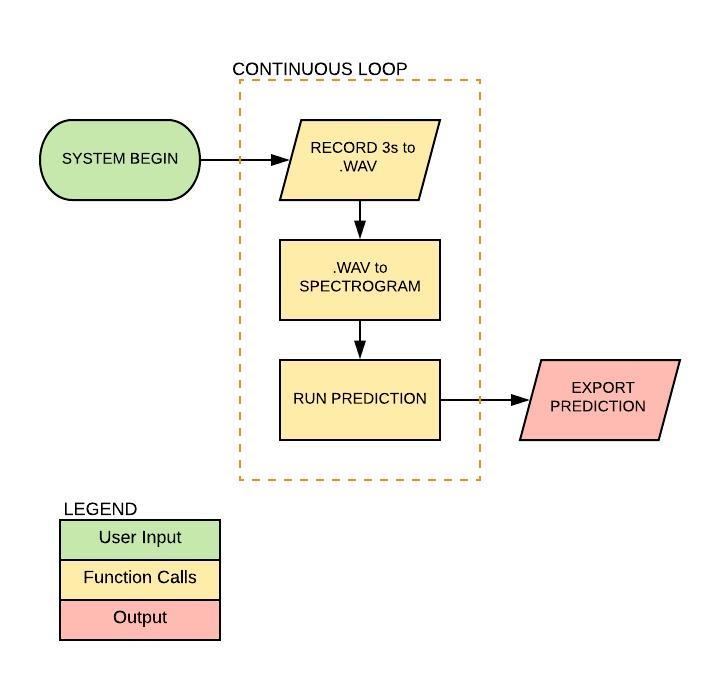 CONTINUOUS LOOP
SYSTEM BEGIN
RECORD 3s to
.WAV
.WAV to
SPECTROGRAM
RUN PREDICTION
EXPORT
PREDICTION
LEGEND
User Input
Function Calls
Output